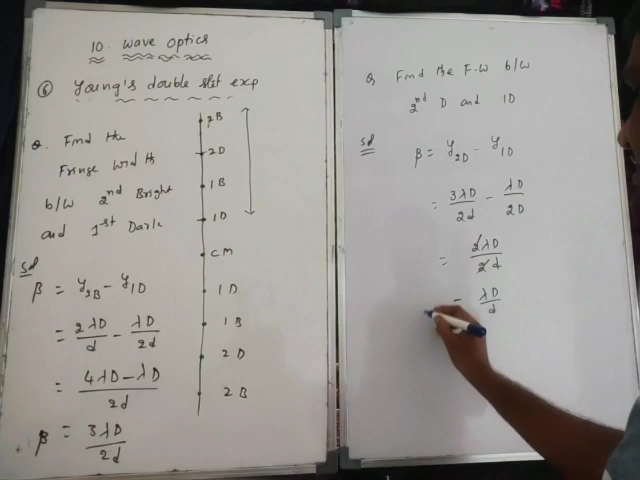 10. Wave optics
⑥ Young's double slit exp
Q. Find the
Fringe width
b/w 2nd Bright
and 1st Dark
Sol
β = y2B - y1D
= 2λD/d - λD/2d
= 4λD - λD/2d
β = 3λD/2d
2B
2D
1B
1D
CM
1D
1B
2D
2B
Q. Find the F.W b/w
2nd D and 1D
Sol
β = y2D - y1D
= 3λD/2d - λD/2D
= 2λD/2d
= λD/d